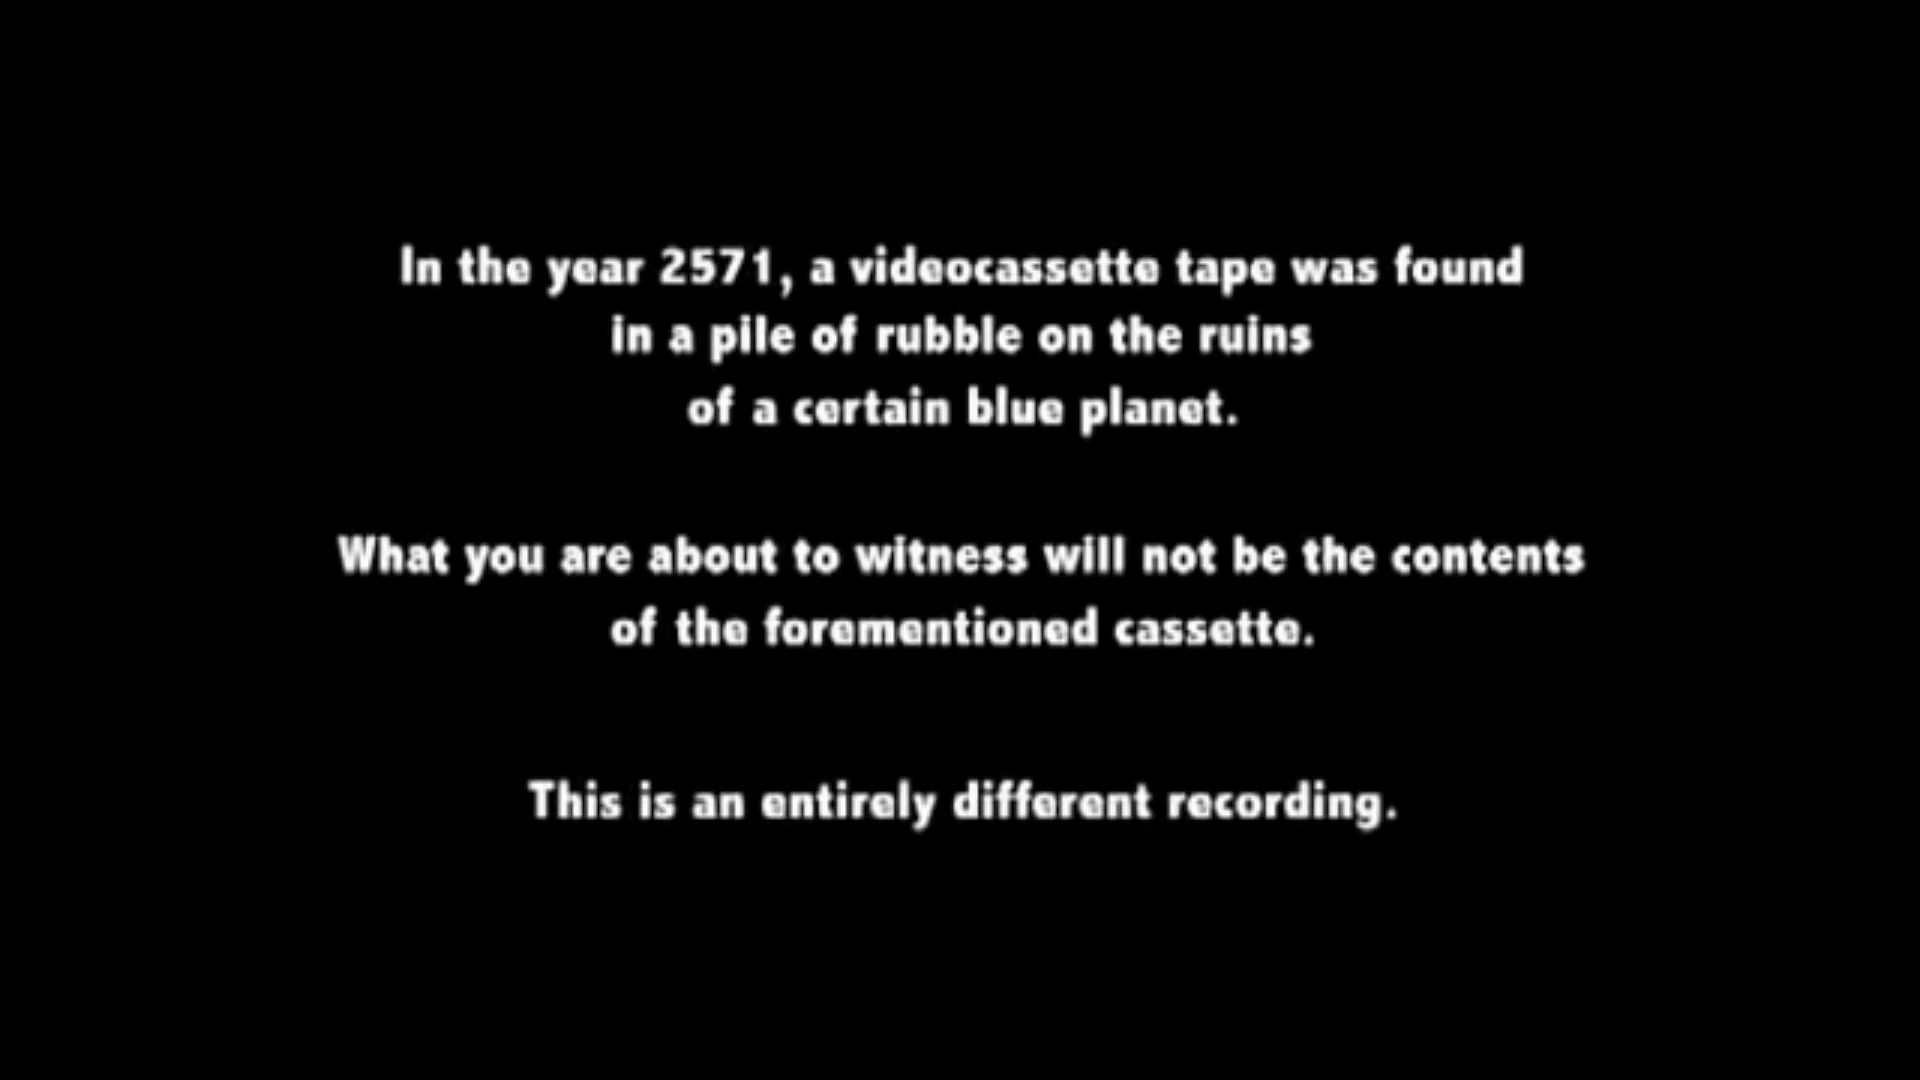 In the year 2571, a videocassette tape was found
in a pile of rubble on the ruins
of a certain blue planet.
What you are about to witness will not be the contents
of the forementioned cassette.
This is an entirely different recording.